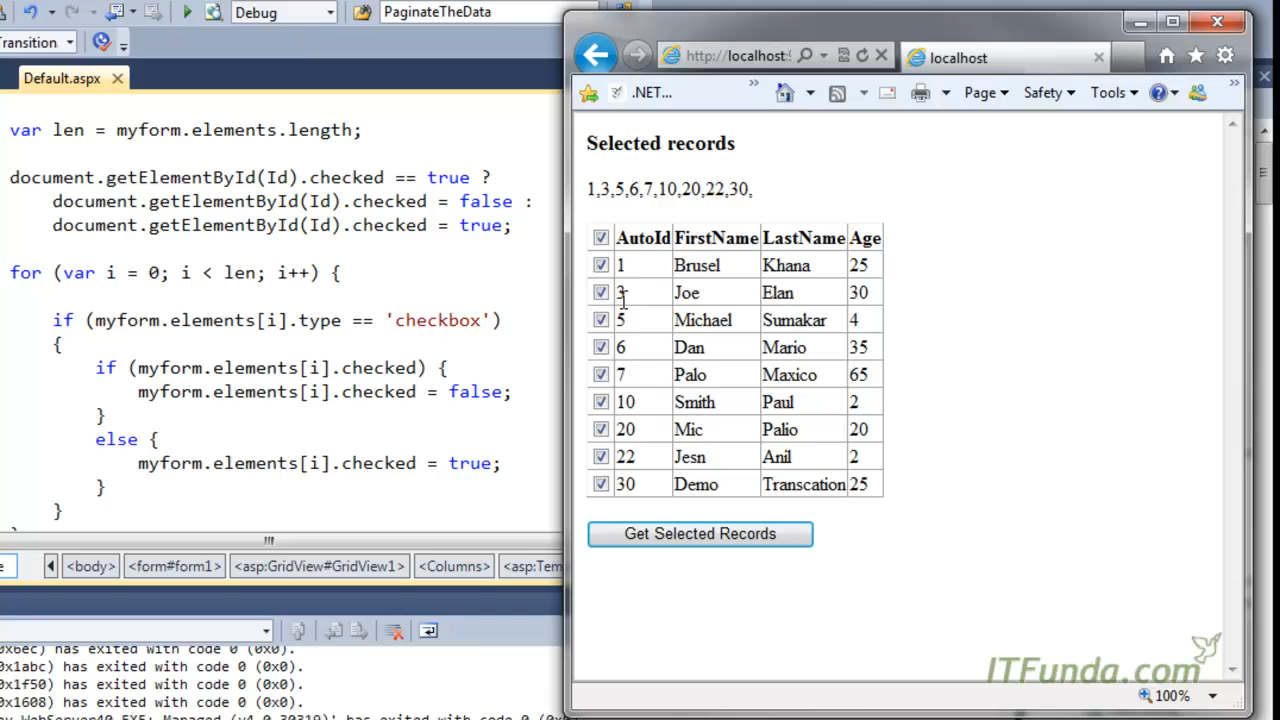 Debug
PaginateTheData
Transition
Default.aspx
var len = myform.elements.length;
document.getElementById(Id).checked == true ?
document.getElementById(Id).checked = false :
document.getElementById(Id).checked = true;
for (var i = 0; i < len; i++) {
if (myform.elements[i].type == 'checkbox')
{
if (myform.elements[i].checked) {
myform.elements[i].checked = false;
}
else {
myform.elements[i].checked = true;
}
}
<body> <form#form1> <asp:GridView#GridView1> <Columns> <asp:Tem
0x6ec) has exited with code 0 (0x0).
0x1abc) has exited with code 0 (0x0).
0x1f50) has exited with code 0 (0x0).
0x1608) has exited with code 0 (0x0).
http://localhost:
localhost
.NET...
Page Safety Tools
Selected records
1,3,5,6,7,10,20,22,30,
AutoId FirstName LastName Age
1 Brusel Khana 25
3 Joe Elan 30
5 Michael Sumakar 4
6 Dan Mario 35
7 Palo Maxico 65
10 Smith Paul 2
20 Mic Palio 20
22 Jesn Anil 2
30 Demo Transcation 25
Get Selected Records
ITFunda.com
100%